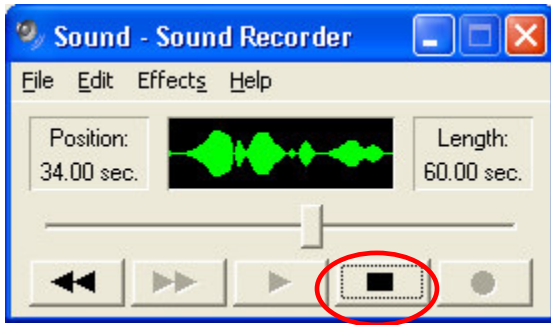 Sound - Sound Recorder
File Edit Effects Help
Position:
34.00 sec.
Length:
60.00 sec.